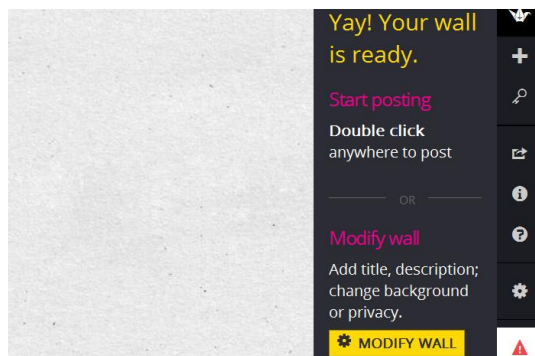 Yay! Your wall
is ready.
Start posting
Double click
anywhere to post
OR
Modify wall
Add title, description;
change background
or privacy.
MODIFY WALL